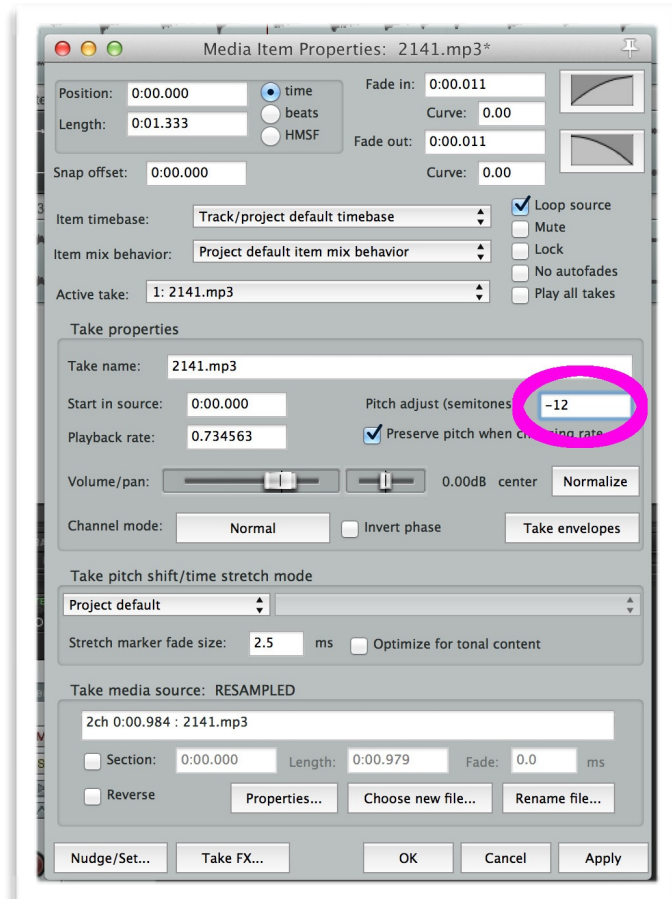 Media Item Properties: 2141.mp3*
Position: 0:00.000 time Fade in: 0:00.011
beats Curve: 0.00
Length: 0:01.333 HMSF Fade out: 0:00.011
Snap offset: 0:00.000 Curve: 0.00
Item timebase: Track/project default timebase Loop source
Mute
Item mix behavior: Project default item mix behavior Lock
No autofades
Active take: 1: 2141.mp3 Play all takes
Take properties
Take name: 2141.mp3
Start in source: 0:00.000 Pitch adjust (semitones -12
Playback rate: 0.734563 Preserve pitch when rate
Volume/pan: 0.00dB center Normalize
Channel mode: Normal Invert phase Take envelopes
Take pitch shift/time stretch mode
Project default
Stretch marker fade size: 2.5 ms Optimize for tonal content
Take media source: RESAMPLED
2ch 0:00.984 : 2141.mp3
Section: 0:00.000 Length: 0:00.979 Fade: 0.0 ms
Reverse Properties... Choose new file... Rename file...
Nudge/Set... Take FX... OK Cancel Apply